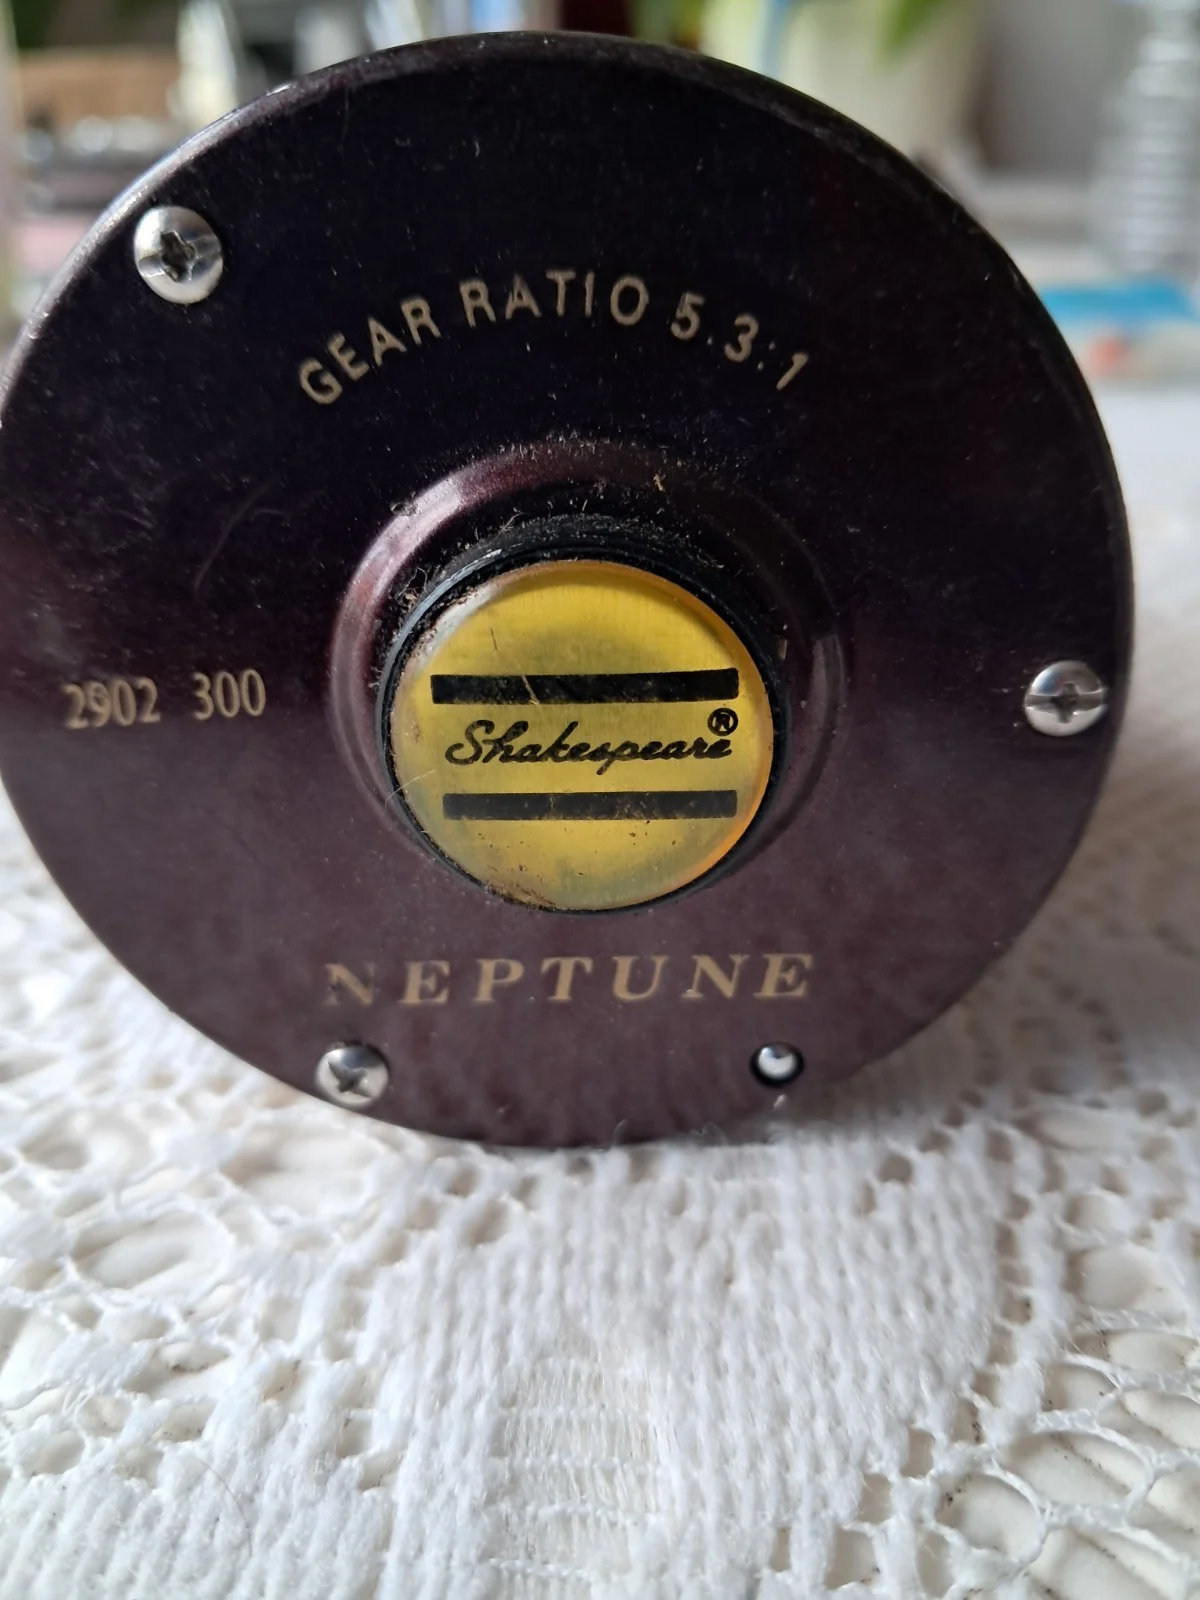 GEAR RATIO 5.3:1
2902 300
Shakespeare®
NEPTUNE